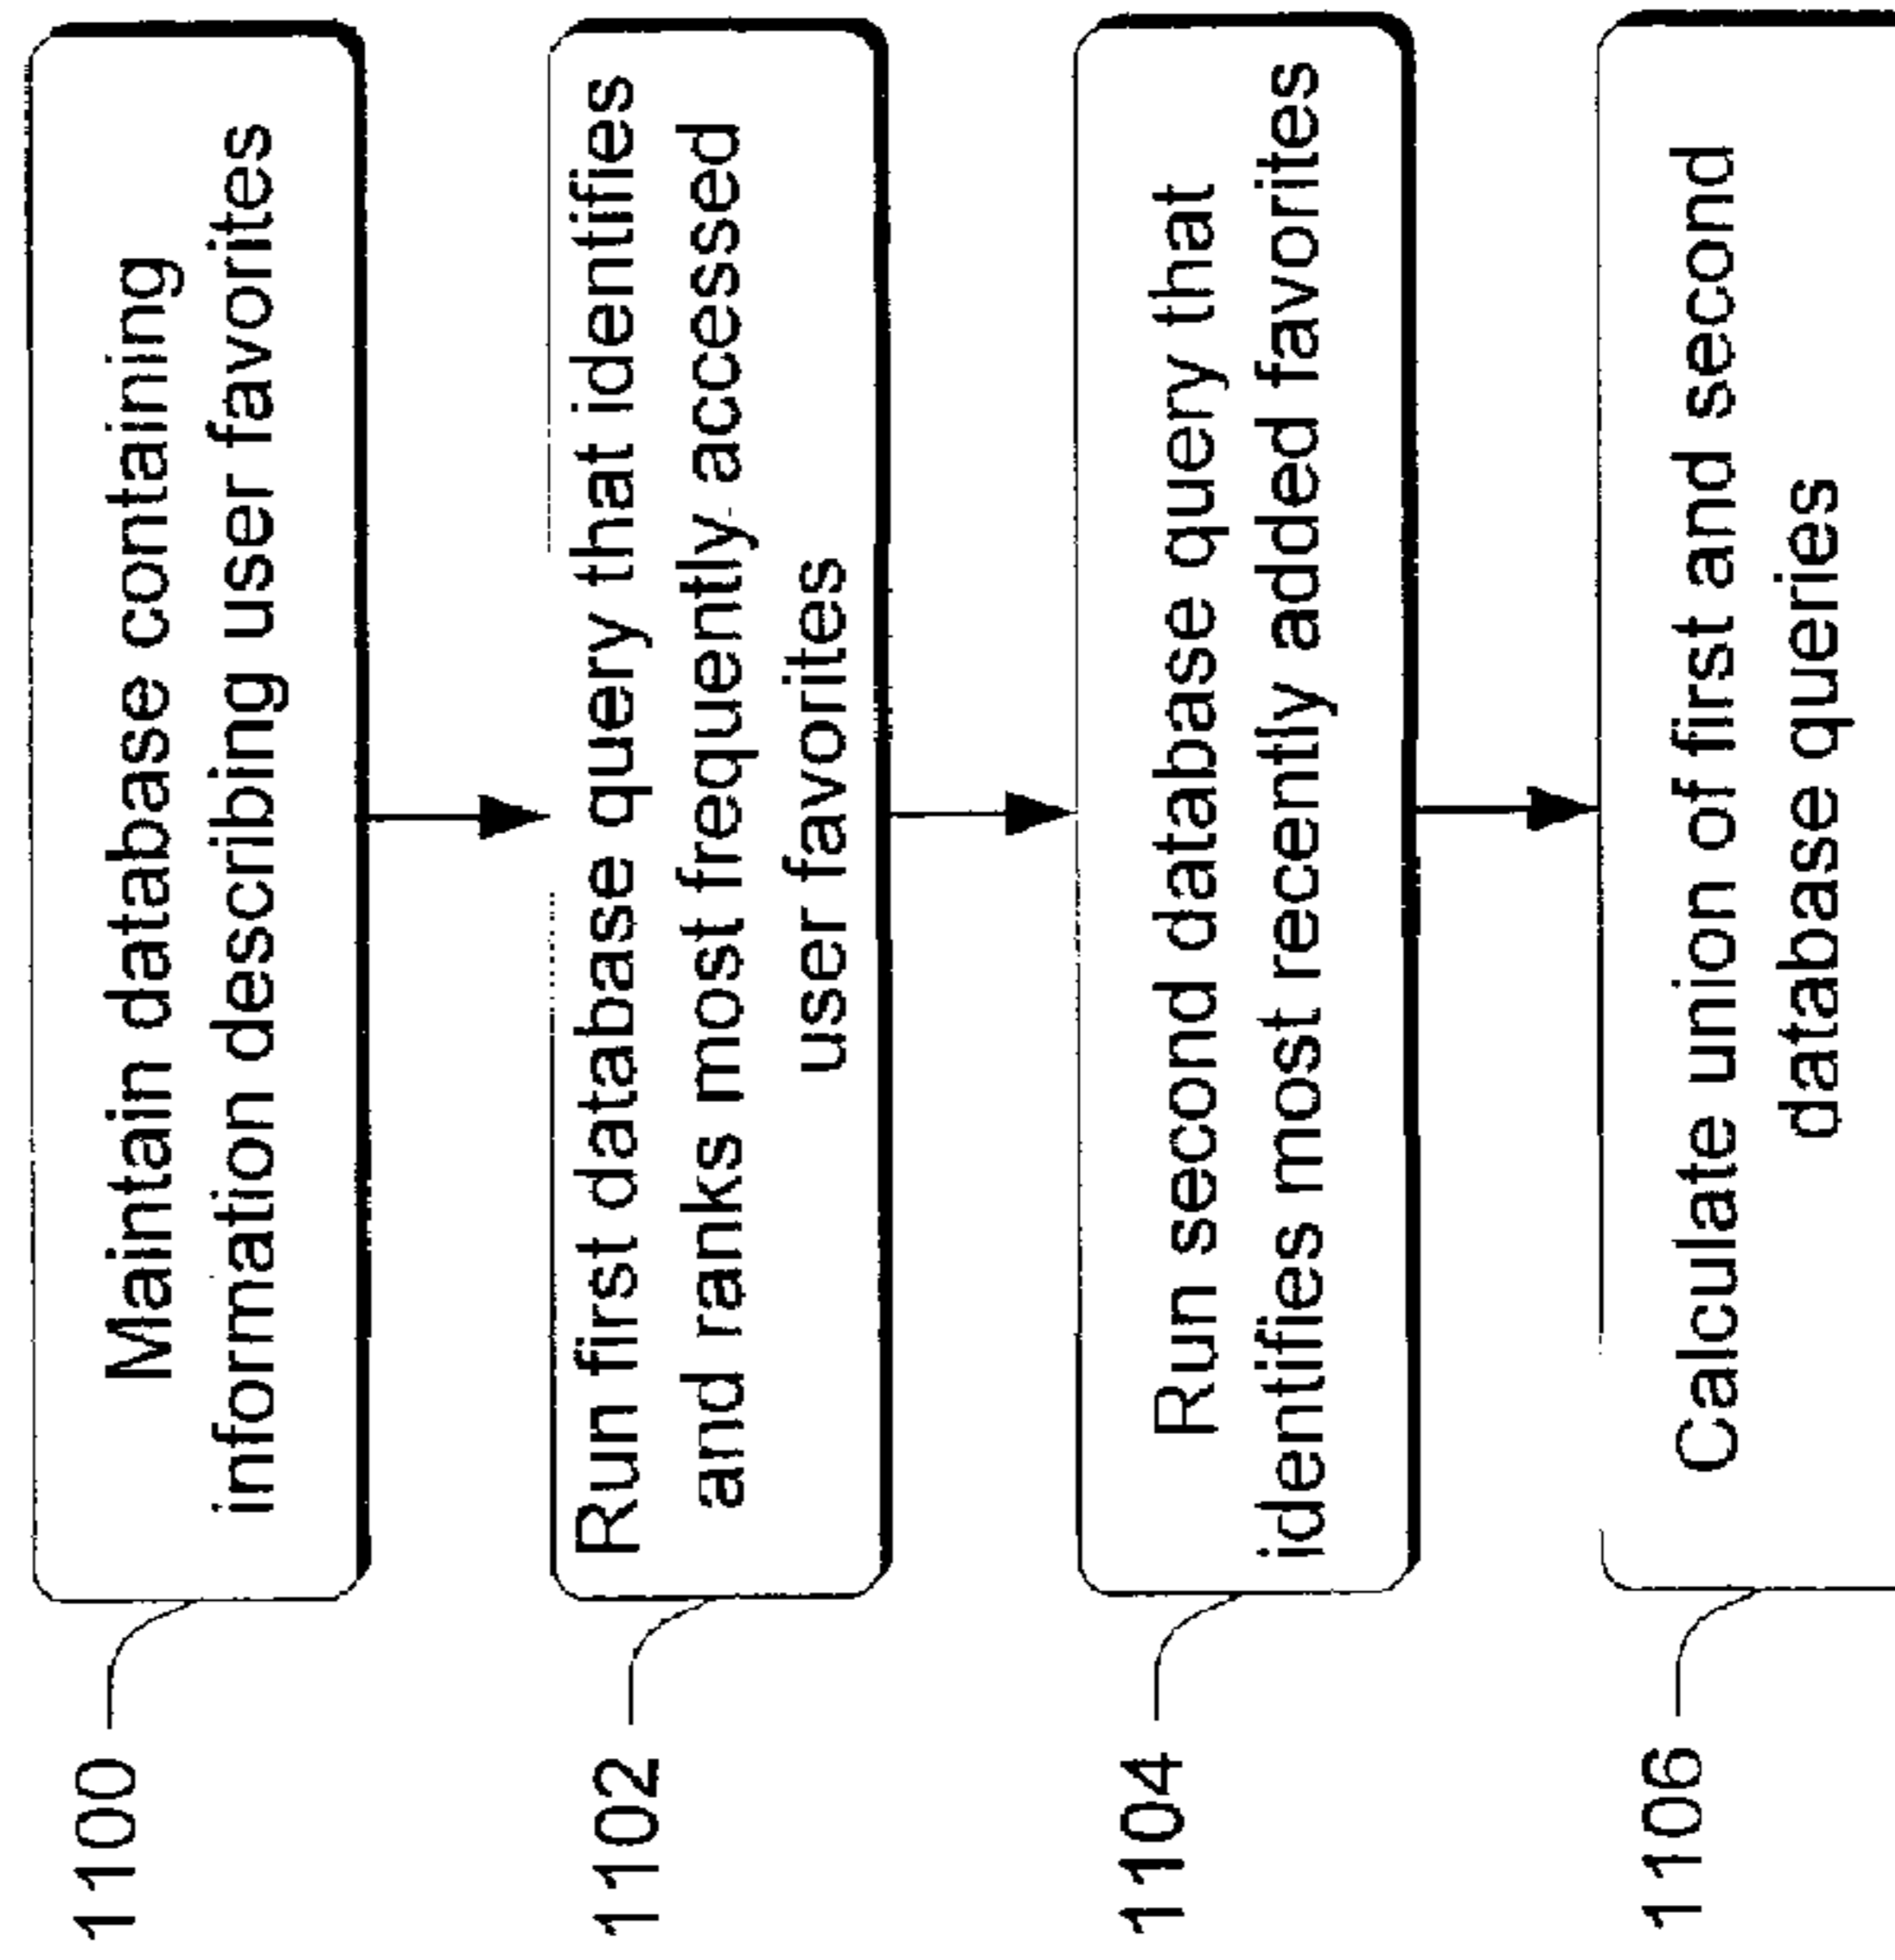 1100
Maintain database containing
information describing user favorites
1102
Run first database query that identifies
and ranks most frequently accessed
user favorites
1104
Run second database query that
identifies most recently added favorites
1106
Calculate union of first and second
database queries